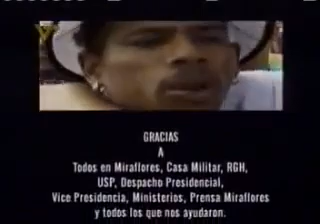 GRACIAS
A
Todos en Miraflores, Casa Militar, RGH,
USP, Despacho Presidencial,
Vice Presidencia, Ministerios, Prensa Miraflores
y todos los que nos ayudaron.